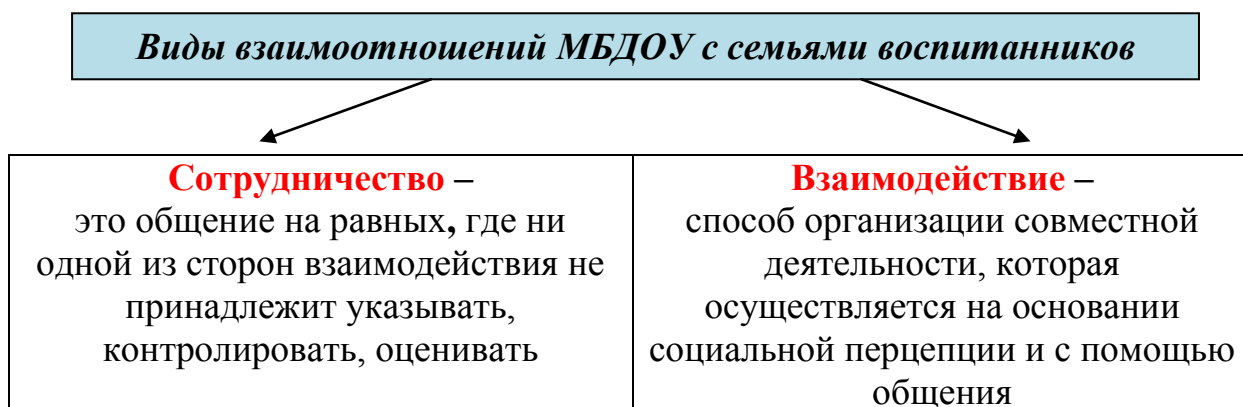 Виды взаимоотношений МБДОУ с семьями воспитанников
Сотрудничество –
это общение на равных, где ни
одной из сторон взаимодействия не
принадлежит указывать,
контролировать, оценивать
Взаимодействие –
способ организации совместной
деятельности, которая
осуществляется на основании
социальной перцепции и с помощью
общения